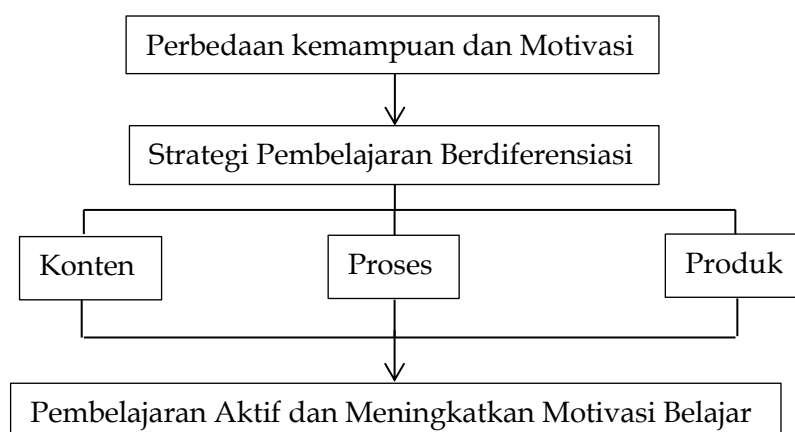 Perbedaan kemampuan dan Motivasi
Strategi Pembelajaran Berdiferensiasi
Konten
Proses
Produk
Pembelajaran Aktif dan Meningkatkan Motivasi Belajar